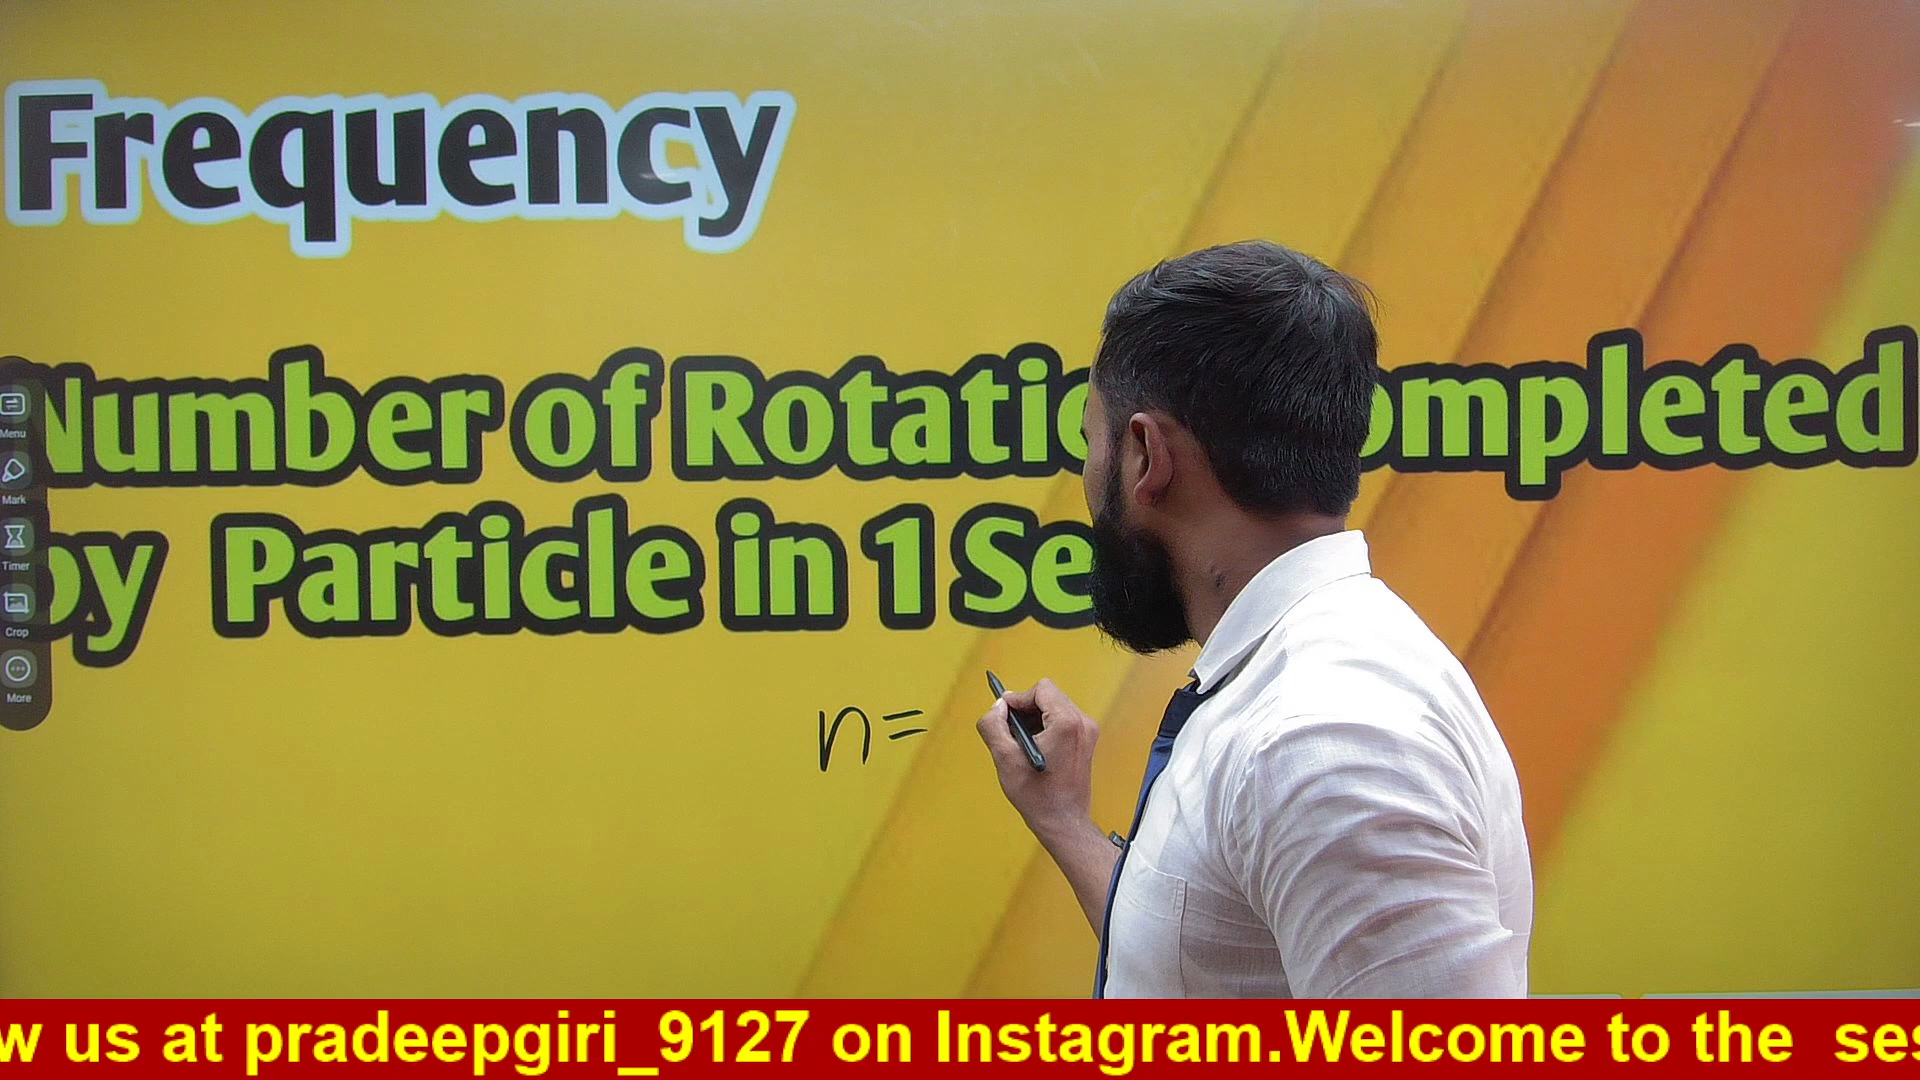 Frequency
Number of Rotatio ompleted
by Particle in 1 Se
n=
Menu
Mark
Timer
Crop
More
w us at pradeepgiri_9127 on Instagram.Welcome to the ses